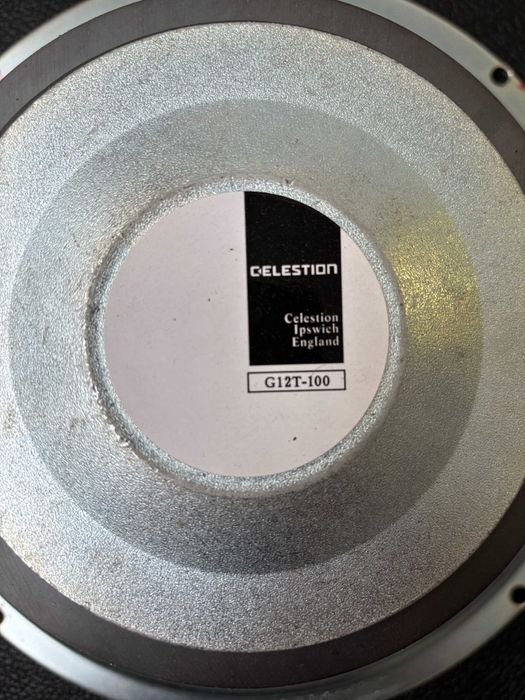 CELESTION
Celestion
Ipswich
England
G12T-100